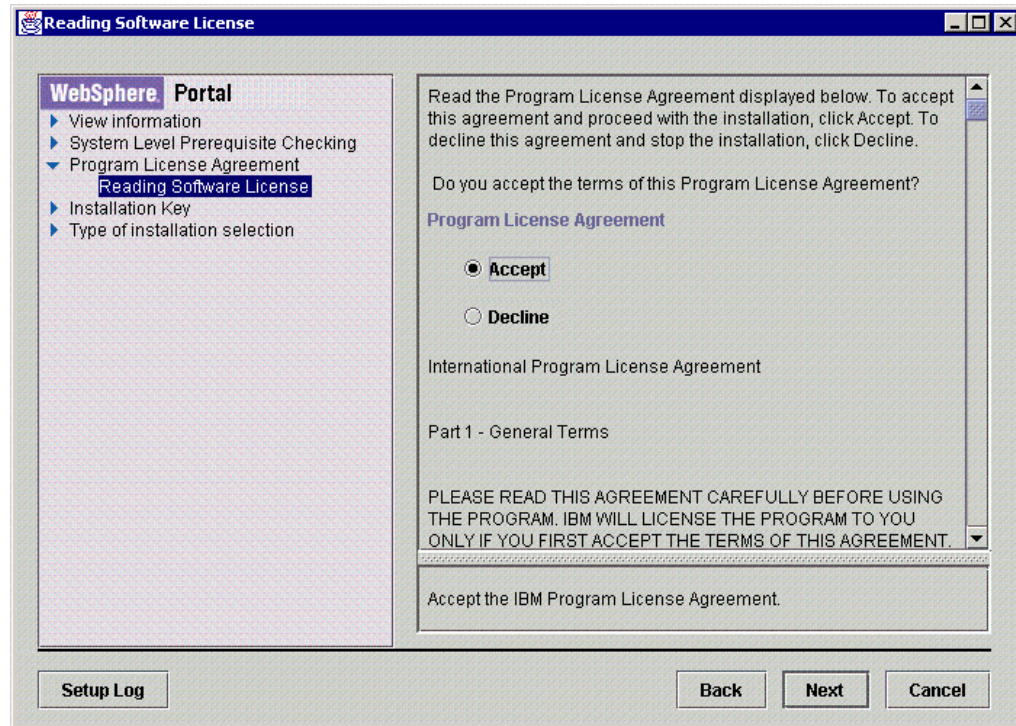 Reading Software License
WebSphere Portal
View information
System Level Prerequisite Checking
Program License Agreement
Reading Software License
Installation Key
Type of installation selection
Read the Program License Agreement displayed below. To accept
this agreement and proceed with the installation, click Accept. To
decline this agreement and stop the installation, click Decline.
Do you accept the terms of this Program License Agreement?
Program License Agreement
Accept
Decline
International Program License Agreement
Part 1 - General Terms
PLEASE READ THIS AGREEMENT CAREFULLY BEFORE USING
THE PROGRAM. IBM WILL LICENSE THE PROGRAM TO YOU
ONLY IF YOU FIRST ACCEPT THE TERMS OF THIS AGREEMENT.
Accept the IBM Program License Agreement.
Setup Log
Back
Next
Cancel